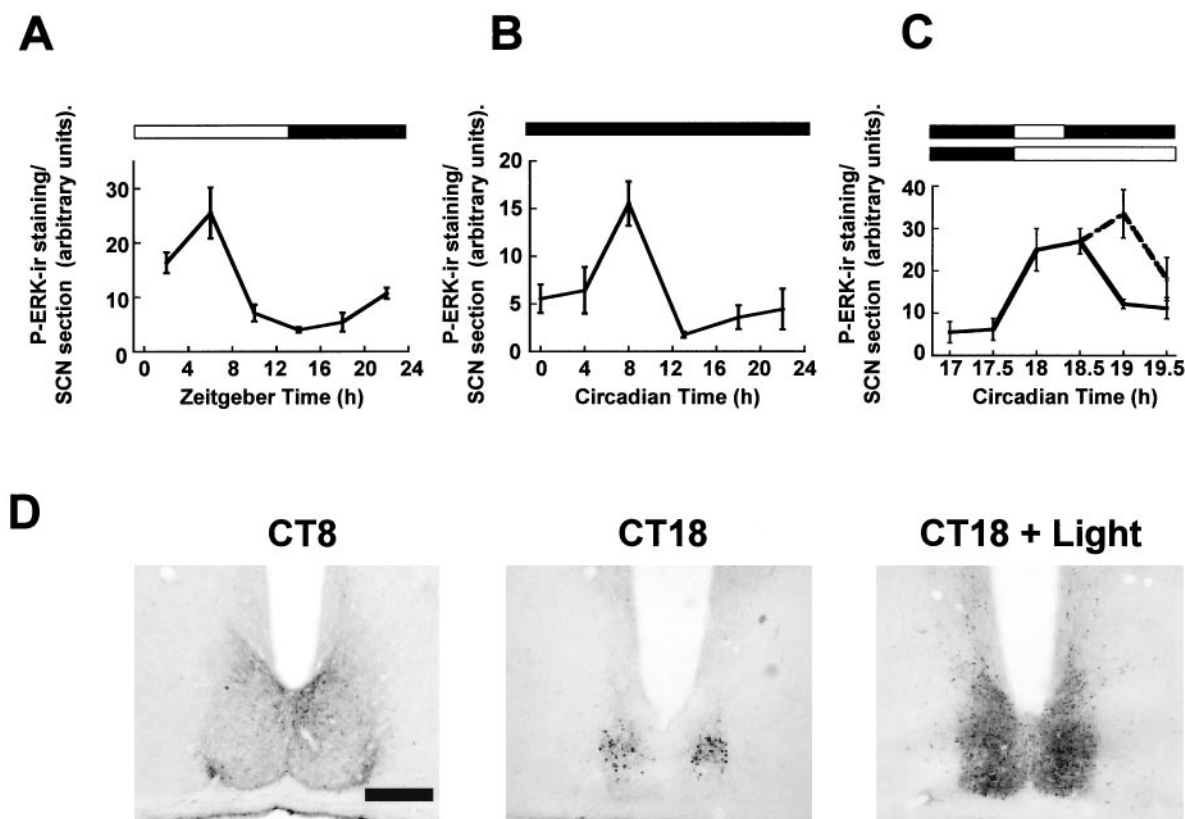 A
P-ERK-ir staining/
SCN section (arbitrary units).
30
20
10
0
0 4 8 12 16 20 24
Zeitgeber Time (h)
B
P-ERK-ir staining/
SCN section (arbitrary units).
20
15
10
5
0
0 4 8 12 16 20 24
Circadian Time (h)
C
P-ERK-ir staining/
SCN section (arbitrary units).
40
30
20
10
0
17 17.5 18 18.5 19 19.5
Circadian Time (h)
D
CT8
CT18
CT18 + Light